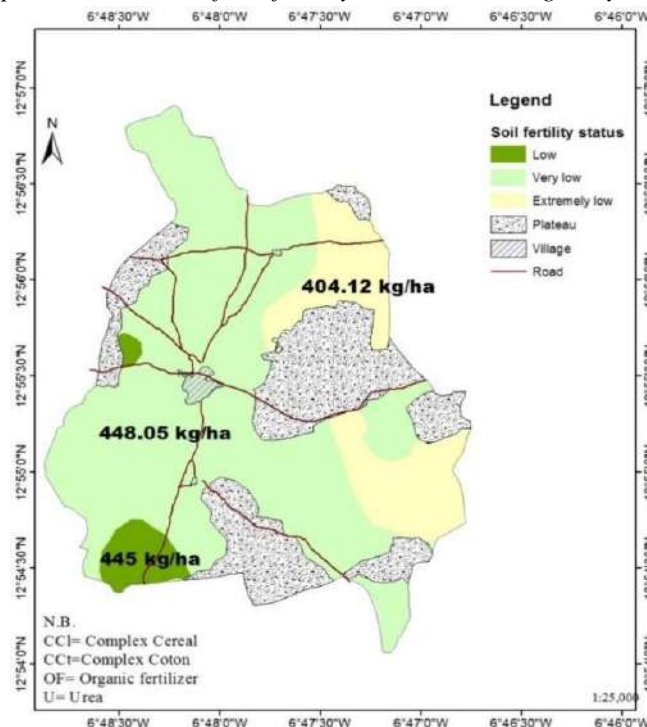 6°48'30"W 6°48'0"W 6°47'30"W 6°47'0"W 6°46'30"W 6°46'0"W
12°57'0"N
12°56'30"N
12°56'0"N
12°55'30"N
12°55'0"N
12°54'30"N
12°54'0"N
N
Legend
Soil fertility status
Low
Very low
Extremely low
Plateau
Village
Road
404.12 kg/ha
448.05 kg/ha
445 kg/ha
N.B.
CCl= Complex Cereal
CCt=Complex Coton
OF= Organic fertilizer
U= Urea
1:25,000
6°48'30"W 6°48'0"W 6°47'30"W 6°47'0"W 6°46'30"W 6°46'0"W